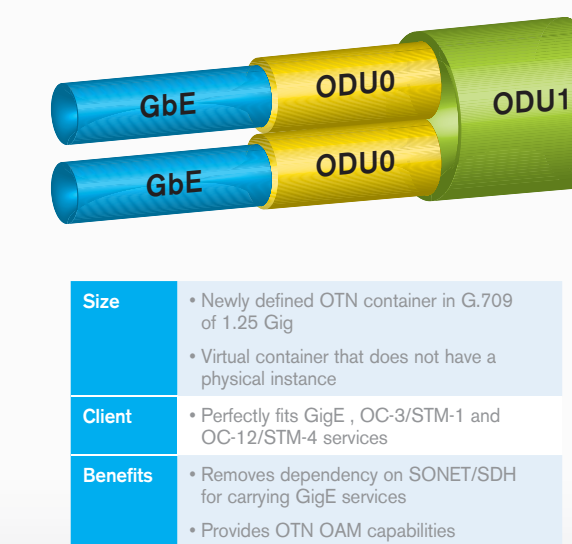 GbE
ODU0
ODU1
GbE
ODU0
Size
• Newly defined OTN container in G.709
of 1.25 Gig
• Virtual container that does not have a
physical instance
Client
• Perfectly fits GigE , OC-3/STM-1 and
OC-12/STM-4 services
Benefits
• Removes dependency on SONET/SDH
for carrying GigE services
• Provides OTN OAM capabilities